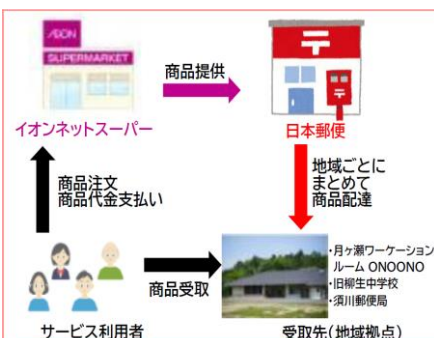 AEON
SUPERMARKET
イオンネットスーパー
商品提供
〒
日本郵便
商品注文
商品代金支払い
地域ごとに
まとめて
商品配達
サービス利用者
商品受取
・月ヶ瀬ワーケーション
ルーム ONOONO
・旧柳生中学校
・須川郵便局
受取先(地域拠点)